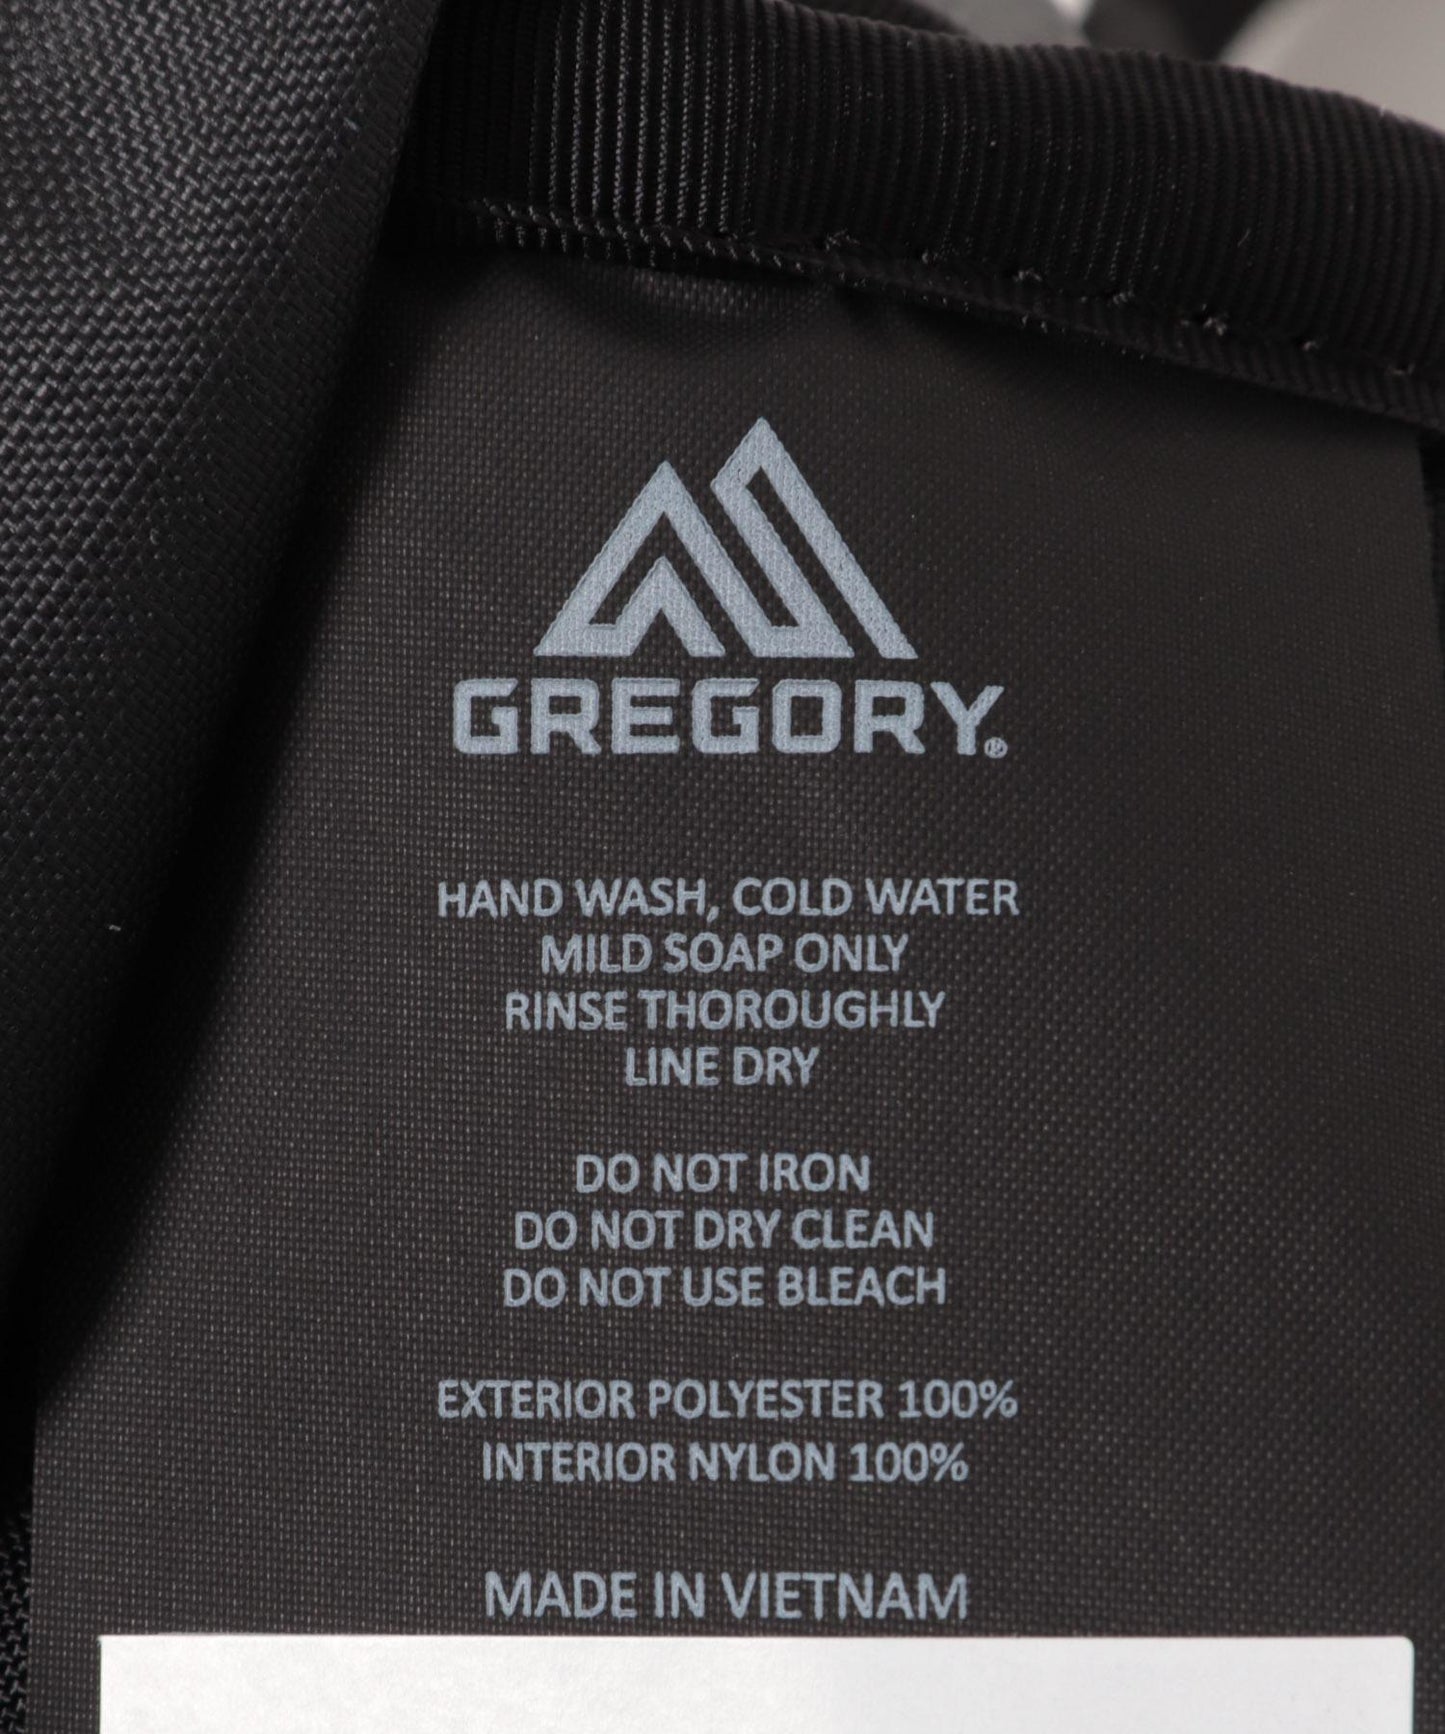 GREGORY®
HAND WASH, COLD WATER
MILD SOAP ONLY
RINSE THOROUGHLY
LINE DRY
DO NOT IRON
DO NOT DRY CLEAN
DO NOT USE BLEACH
EXTERIOR POLYESTER 100%
INTERIOR NYLON 100%
MADE IN VIETNAM